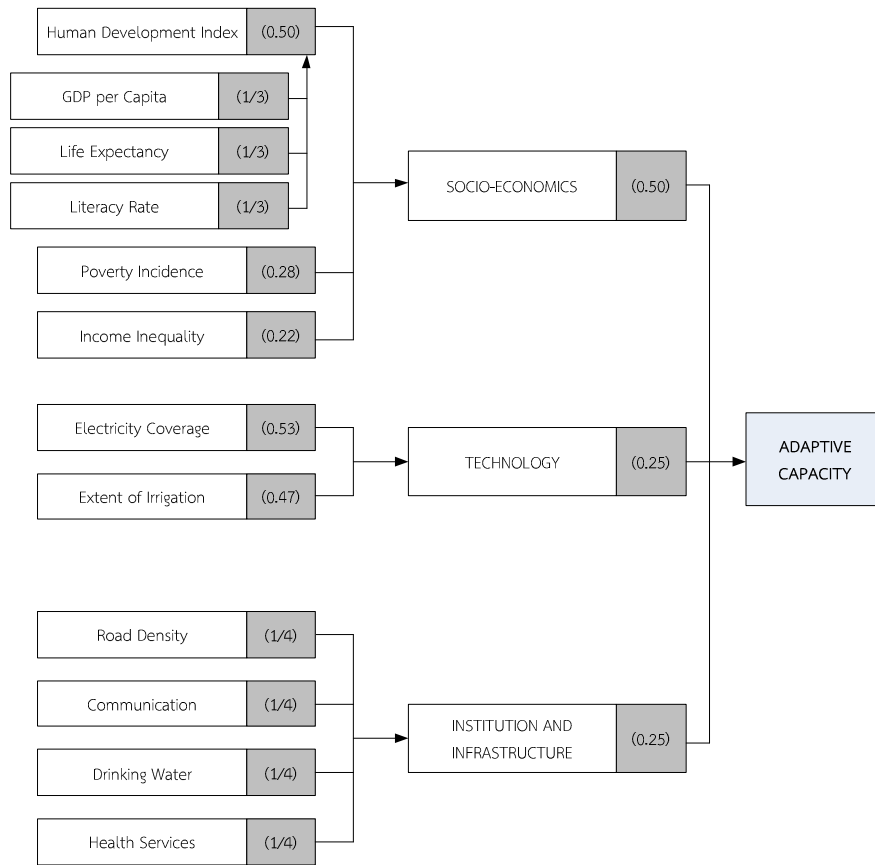 Human Development Index (0.50)
GDP per Capita (1/3)
Life Expectancy (1/3)
Literacy Rate (1/3)
Poverty Incidence (0.28)
Income Inequality (0.22)
SOCIO-ECONOMICS (0.50)
Electricity Coverage (0.53)
Extent of Irrigation (0.47)
TECHNOLOGY (0.25)
Road Density (1/4)
Communication (1/4)
Drinking Water (1/4)
Health Services (1/4)
INSTITUTION AND
INFRASTRUCTURE (0.25)
ADAPTIVE
CAPACITY